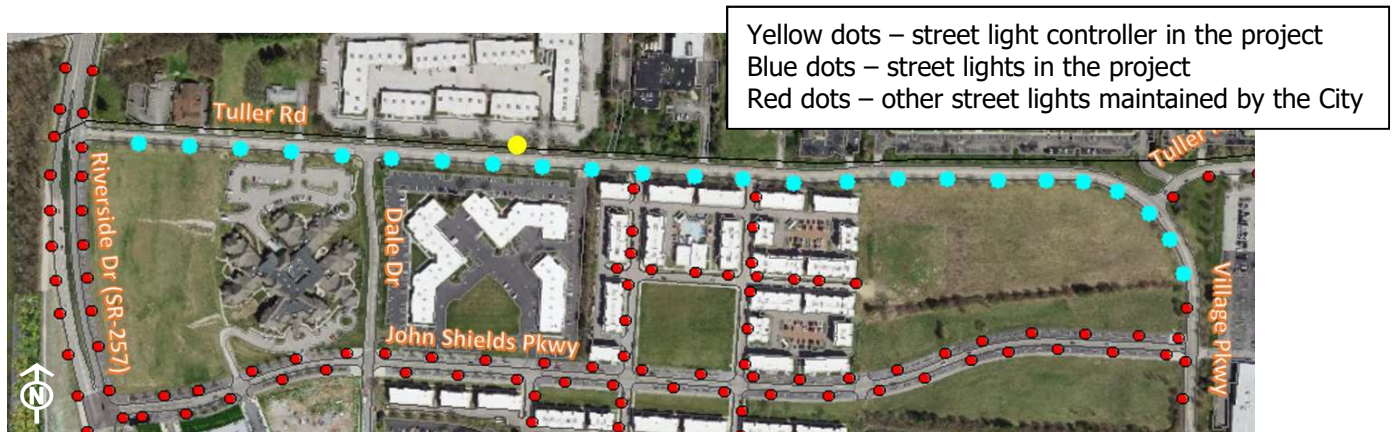 Yellow dots – street light controller in the project
Blue dots – street lights in the project
Red dots – other street lights maintained by the City
Tuller Rd
Tuller
Riverside Dr (SR-257)
Dale Dr
John Shields Pkwy
Village Pkwy
N